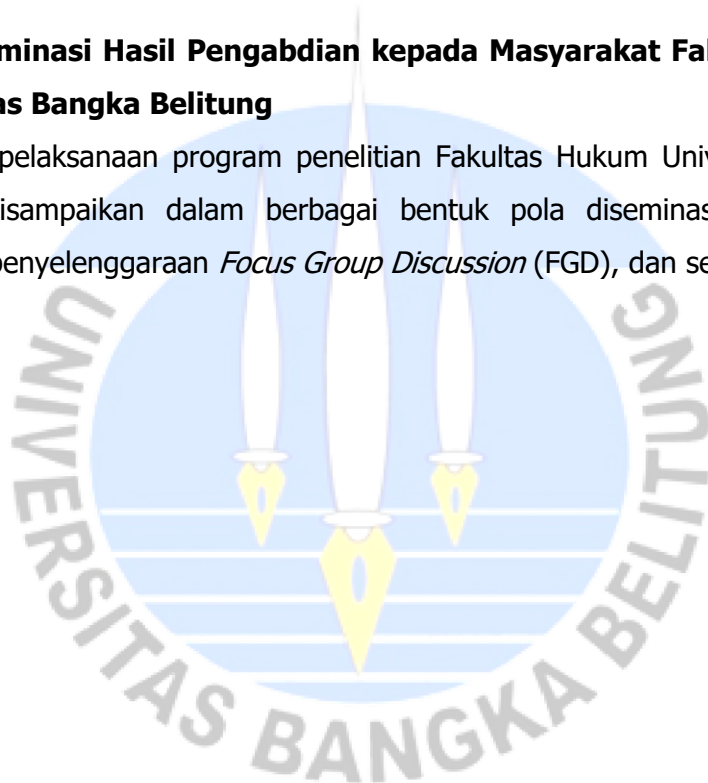 minasi Hasil Pengabdian kepada Masyarakat Fa
as Bangka Belitung
pelaksanaan program penelitian Fakultas Hukum Univ
isampaikan dalam berbagai bentuk pola diseminas
penyelenggaraan Focus Group Discussion (FGD), dan se
UNIVERSITAS BANGKA BELITUNG